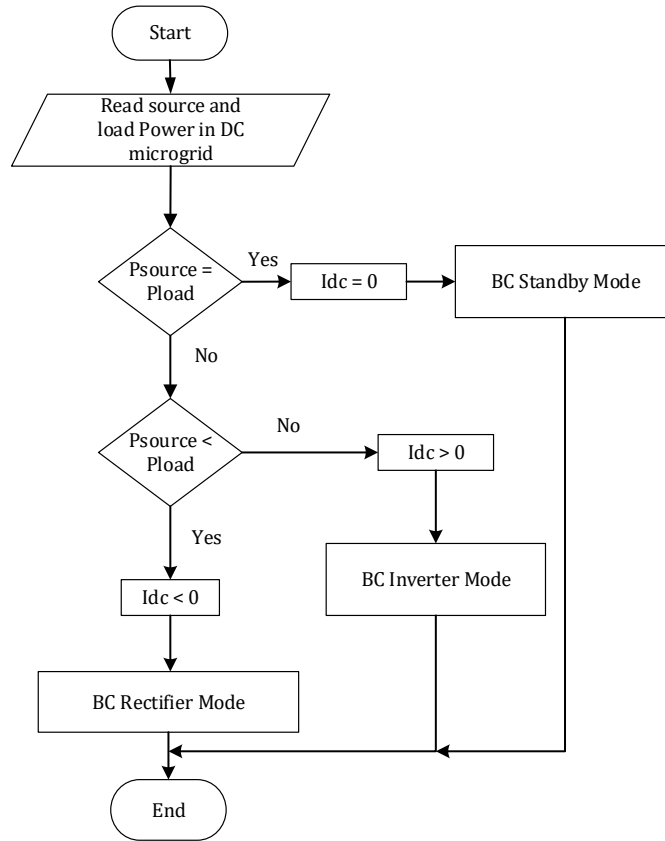 Start
Read source and
load Power in DC
microgrid
Psource =
Pload
Yes
Idc = 0
BC Standby Mode
No
Psource <
Pload
No
Idc > 0
Yes
BC Inverter Mode
Idc < 0
BC Rectifier Mode
End